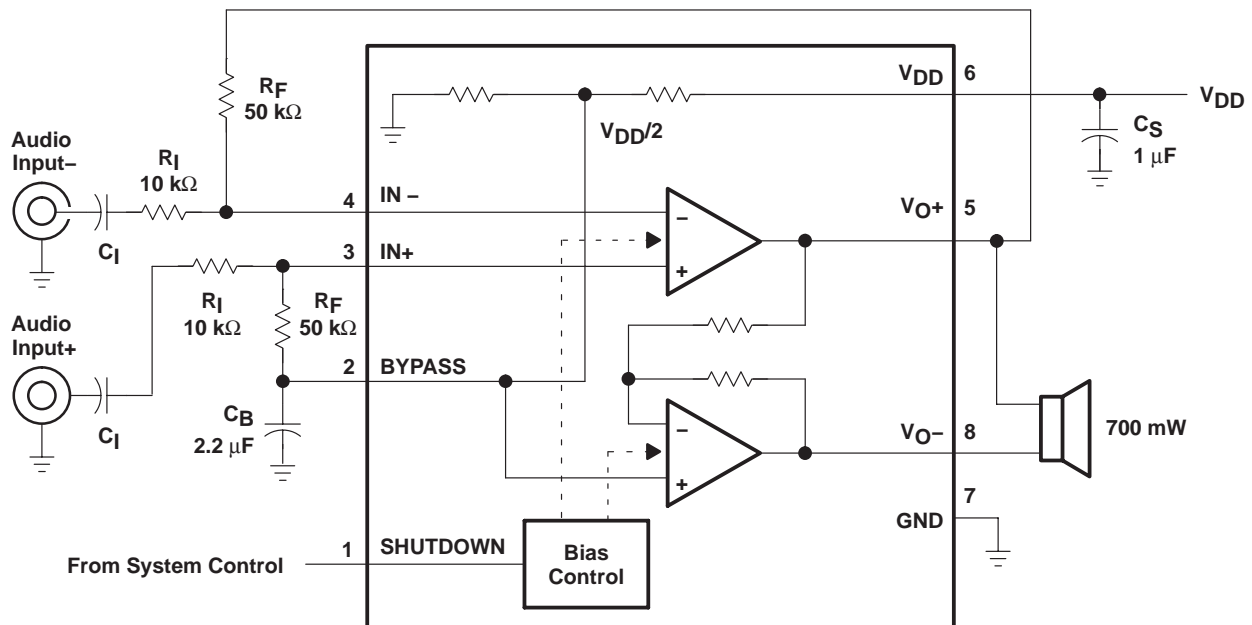 VDD
6
RF
50 kΩ
VDD/2
VDD
CS
1 μF
Audio
Input–
RI
10 kΩ
CI
4
IN –
–
+
VO+
5
3
IN+
RI
10 kΩ
RF
50 kΩ
Audio
Input+
CI
2
BYPASS
CB
2.2 μF
–
+
VO–
8
700 mW
7
GND
From System Control
1
SHUTDOWN
Bias
Control